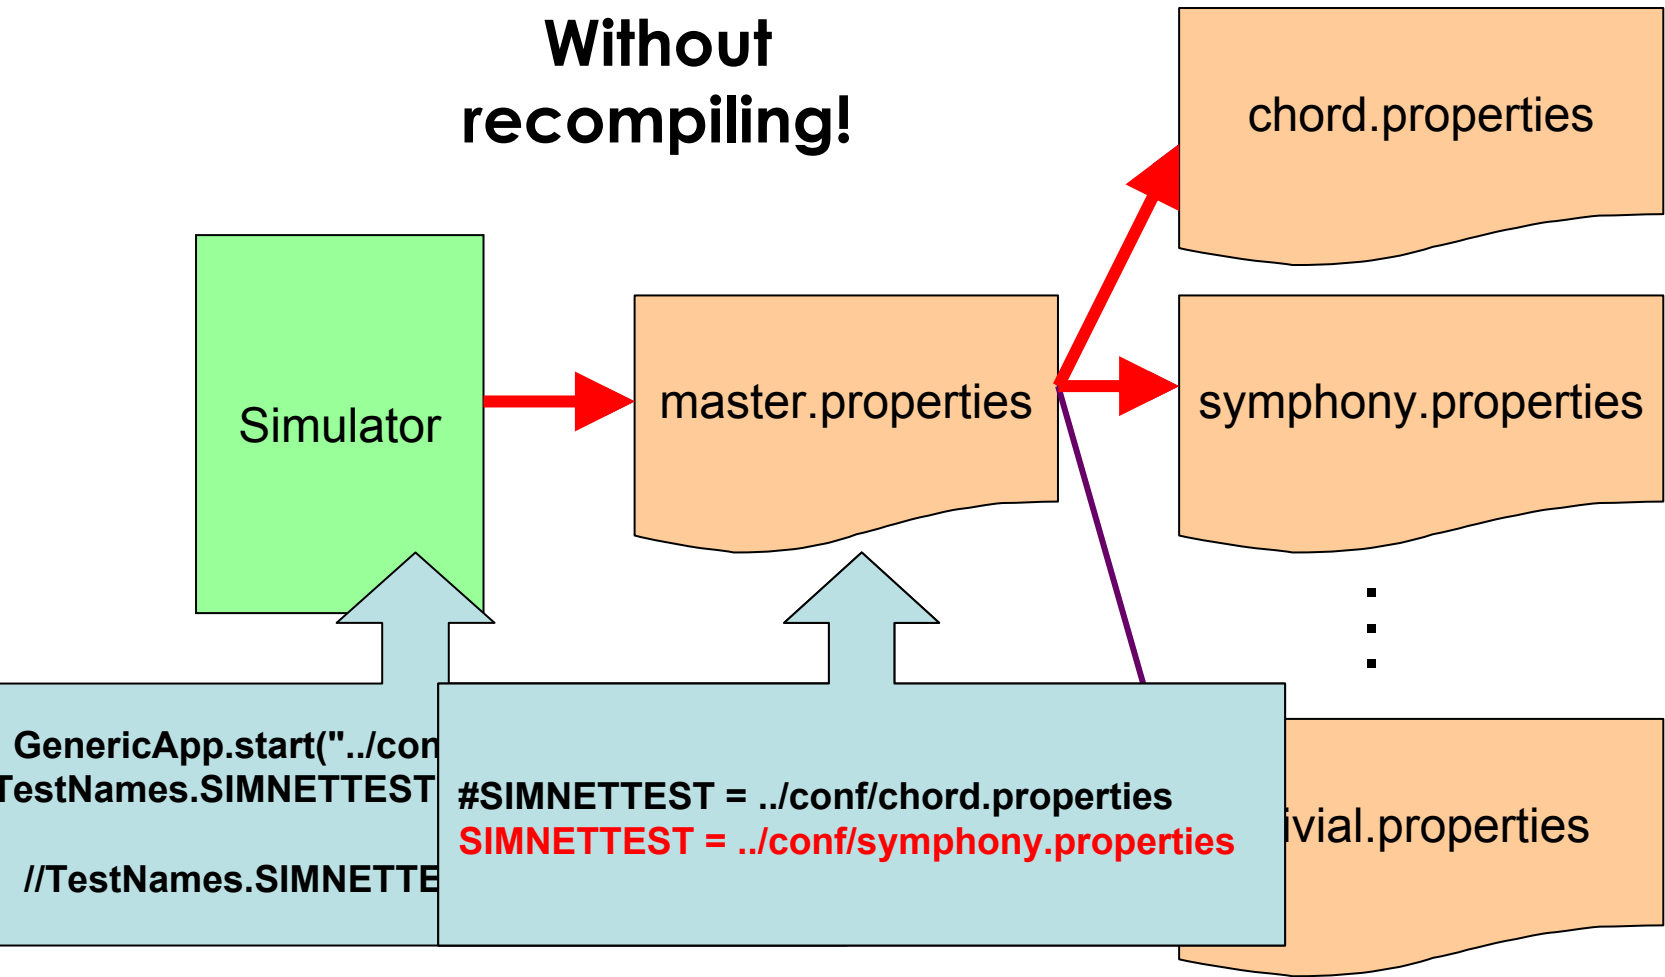 Without
recompiling!
chord.properties
Simulator
master.properties
symphony.properties
GenericApp.start("../con
TestNames.SIMNETTEST
//TestNames.SIMNETTE
#SIMNETTEST = ../conf/chord.properties
SIMNETTEST = ../conf/symphony.properties
ivial.properties